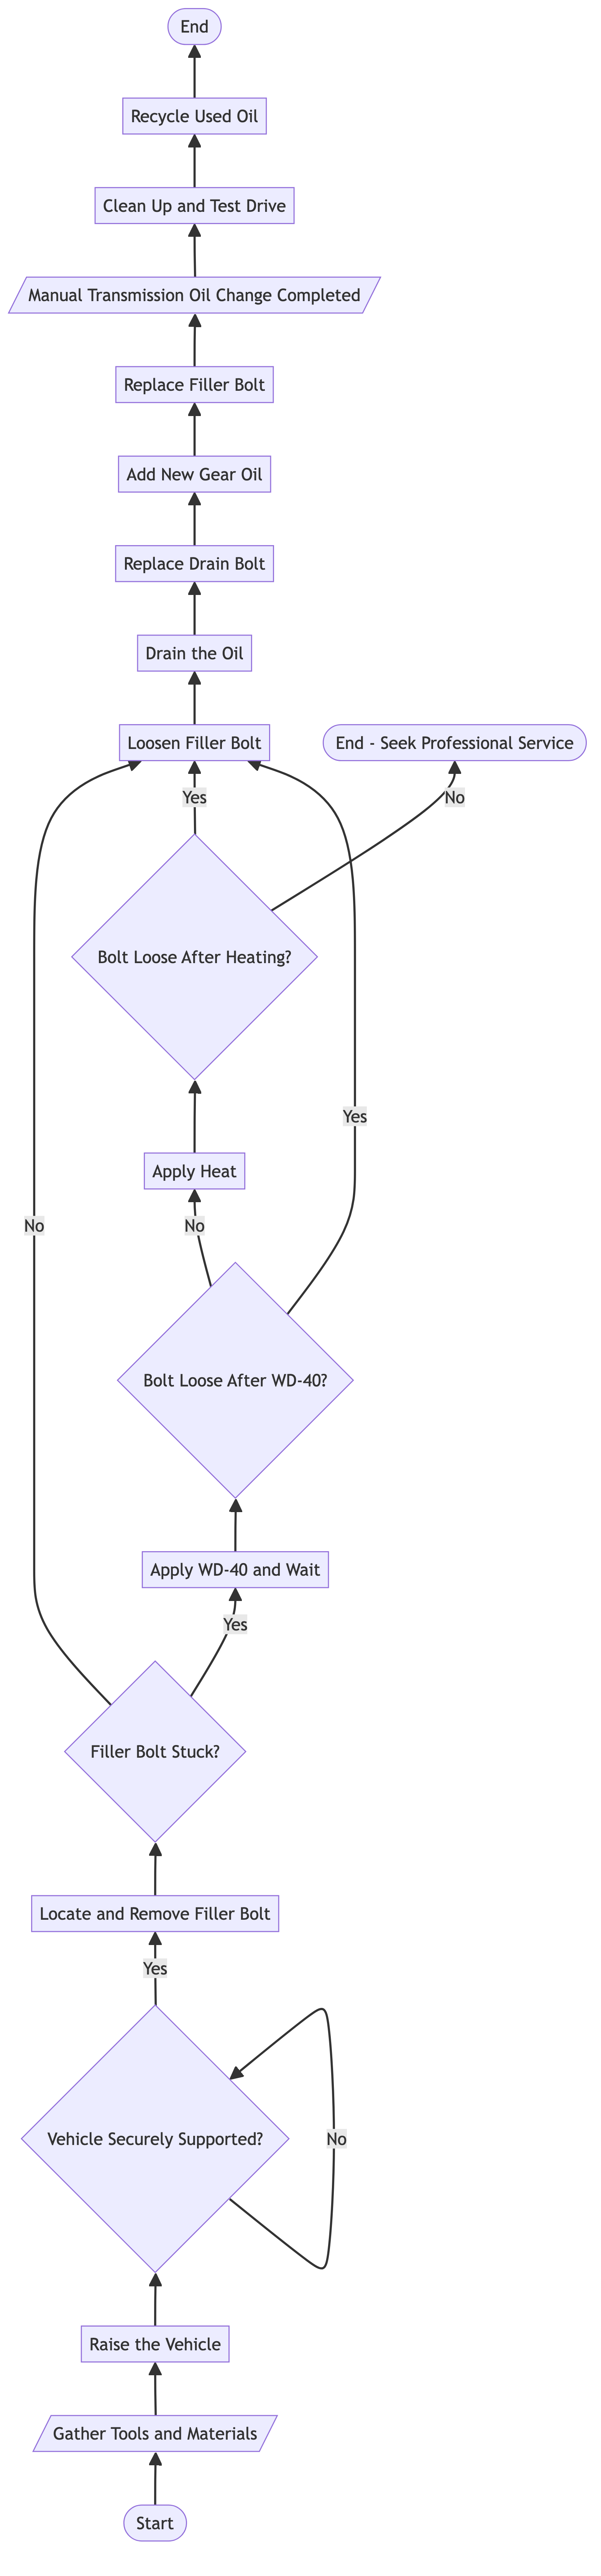 End
Recycle Used Oil
Clean Up and Test Drive
Manual Transmission Oil Change Completed
Replace Filler Bolt
Add New Gear Oil
Replace Drain Bolt
Drain the Oil
Loosen Filler Bolt
End - Seek Professional Service
Yes
No
Bolt Loose After Heating?
Yes
Apply Heat
No
No
Bolt Loose After WD-40?
Apply WD-40 and Wait
Yes
Filler Bolt Stuck?
Locate and Remove Filler Bolt
Yes
Vehicle Securely Supported?
No
Raise the Vehicle
Gather Tools and Materials
Start